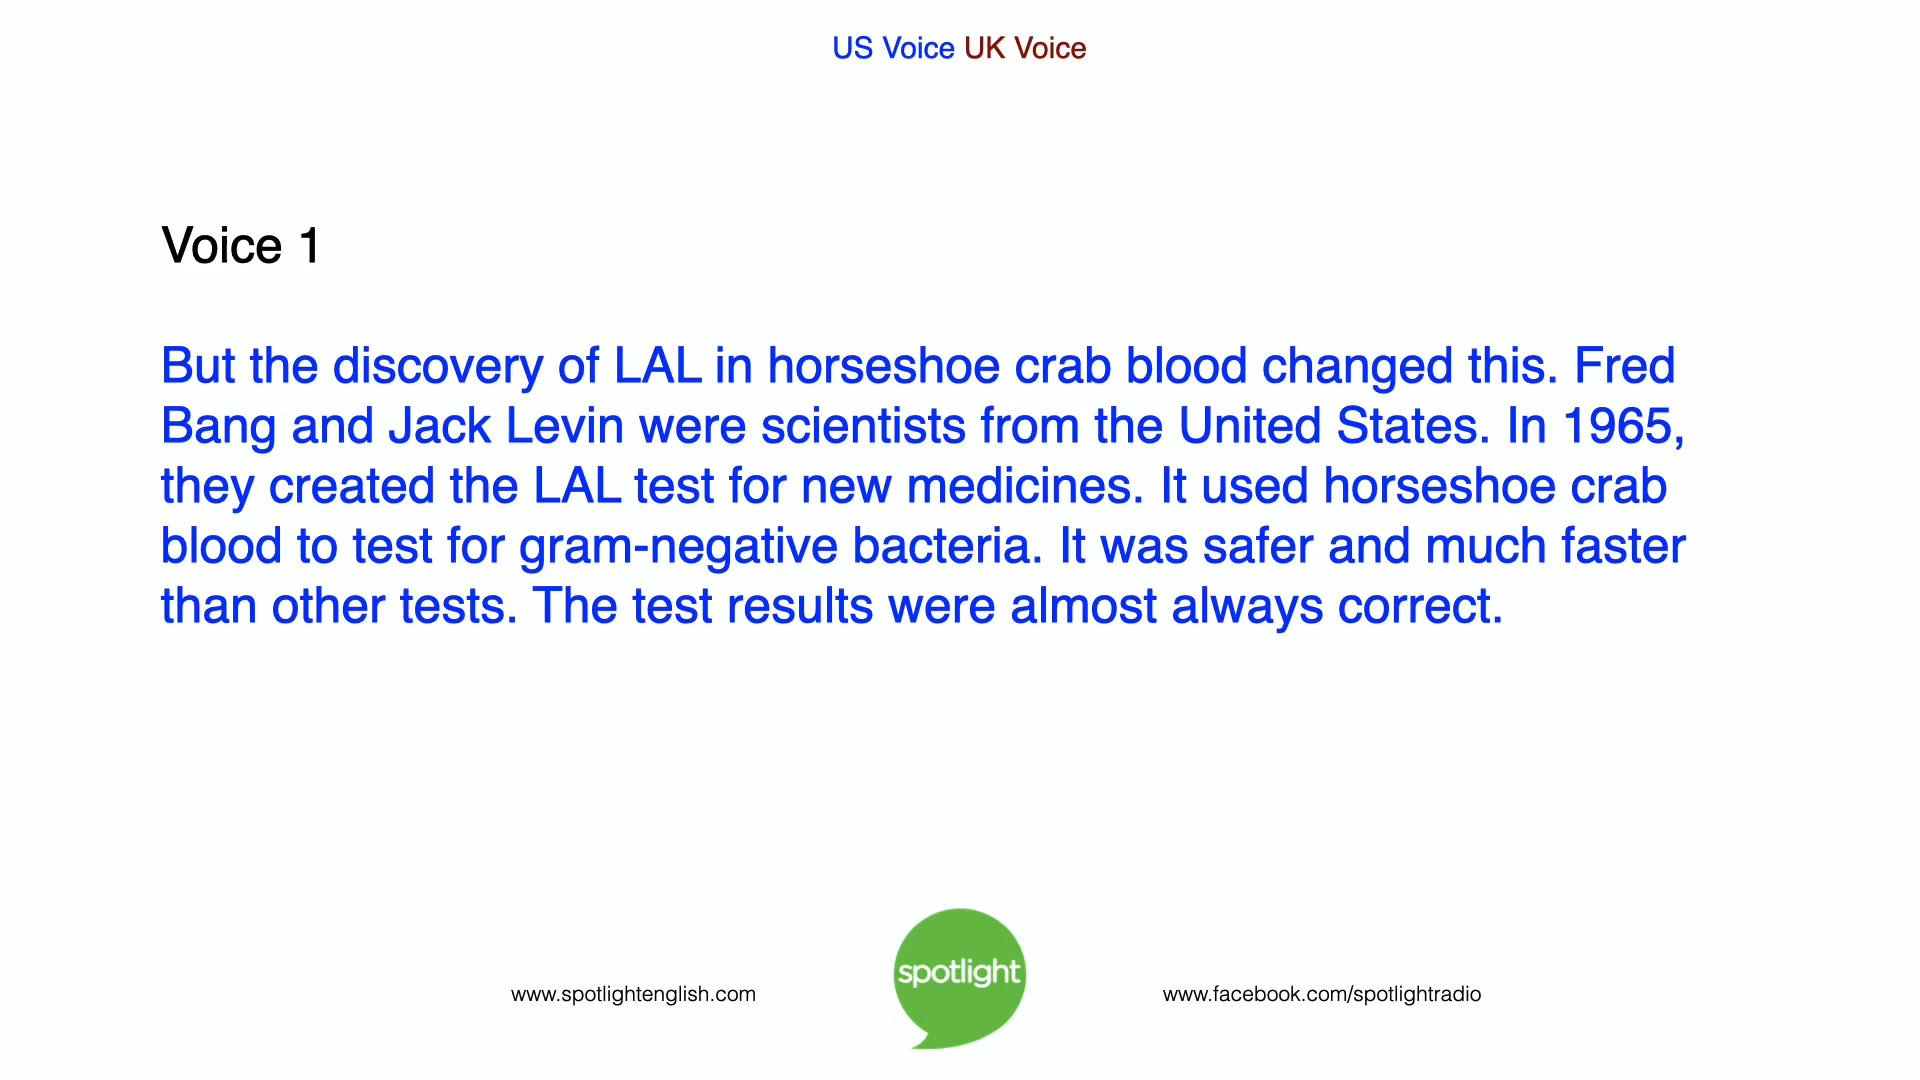 US Voice UK Voice
Voice 1
But the discovery of LAL in horseshoe crab blood changed this. Fred
Bang and Jack Levin were scientists from the United States. In 1965,
they created the LAL test for new medicines. It used horseshoe crab
blood to test for gram-negative bacteria. It was safer and much faster
than other tests. The test results were almost always correct.
spotlight
www.spotlightenglish.com
www.facebook.com/spotlightradio